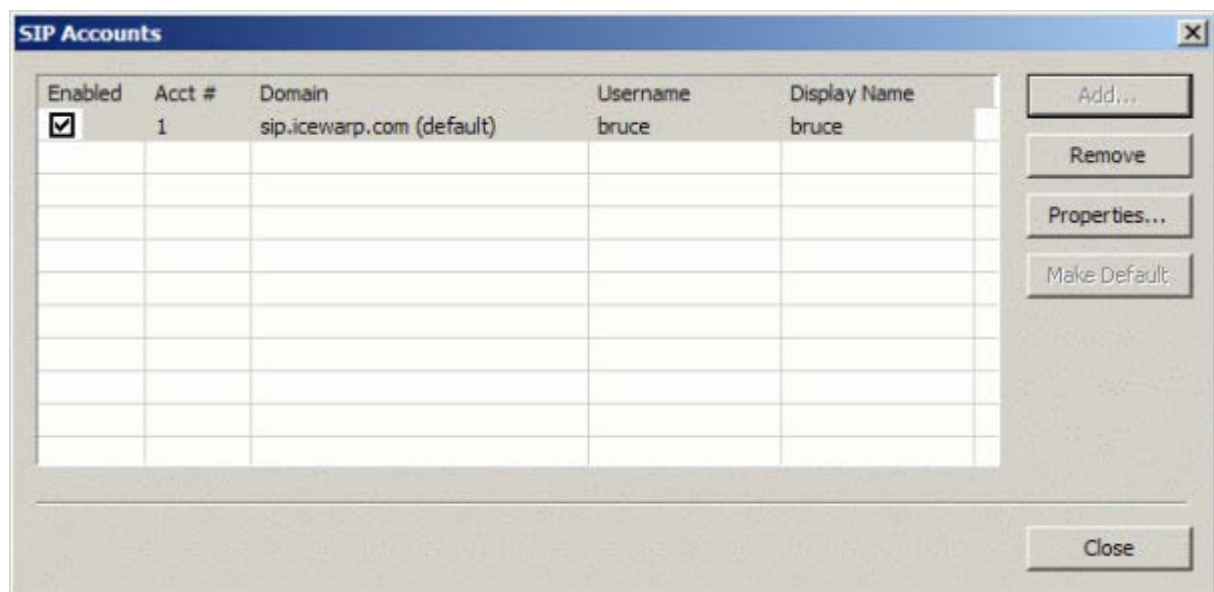 SIP Accounts
Enabled Acct # Domain Username Display Name
1 sip.icewarp.com (default) bruce bruce
Add...
Remove
Properties...
Make Default
Close